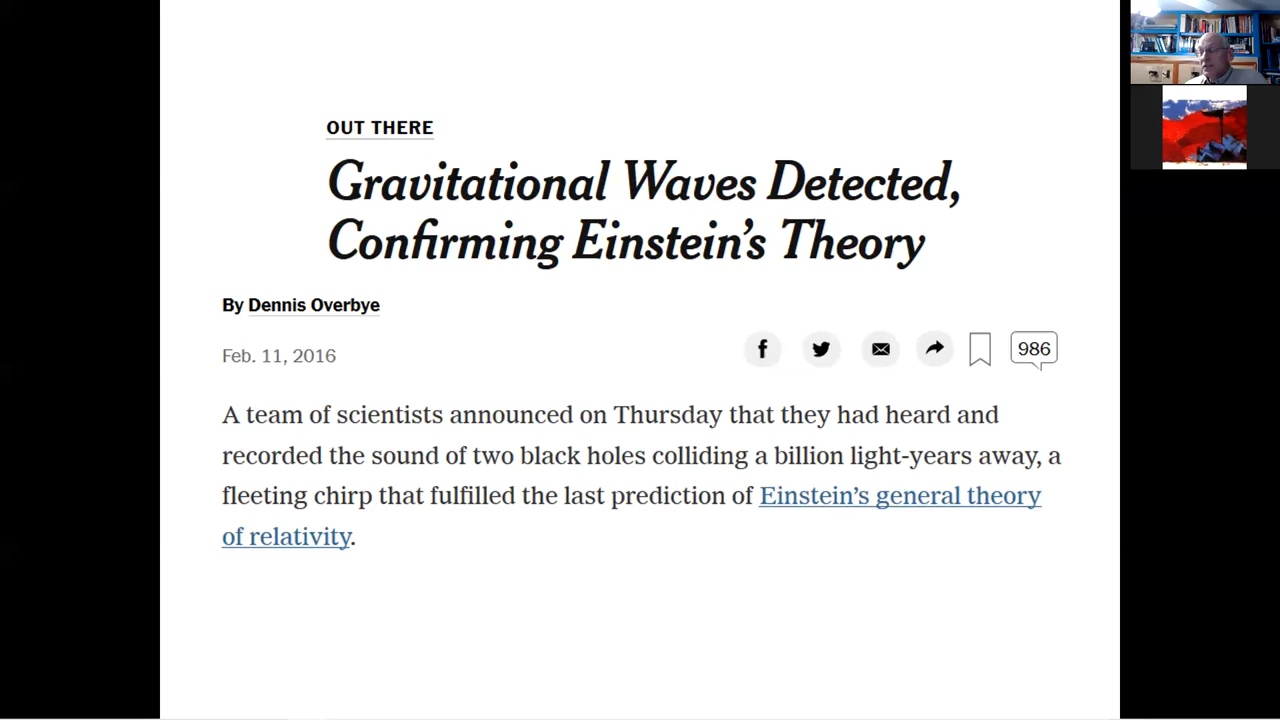 OUT THERE
Gravitational Waves Detected,
Confirming Einstein’s Theory
By Dennis Overbye
Feb. 11, 2016
986
A team of scientists announced on Thursday that they had heard and
recorded the sound of two black holes colliding a billion light-years away, a
fleeting chirp that fulfilled the last prediction of Einstein’s general theory
of relativity.